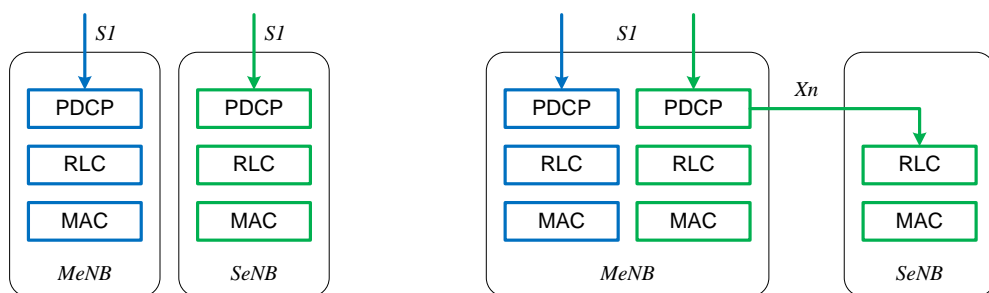 S1 S1 S1
Xn
PDCP PDCP PDCP PDCP
RLC RLC RLC RLC RLC
MAC MAC MAC MAC MAC
MeNB SeNB MeNB SeNB